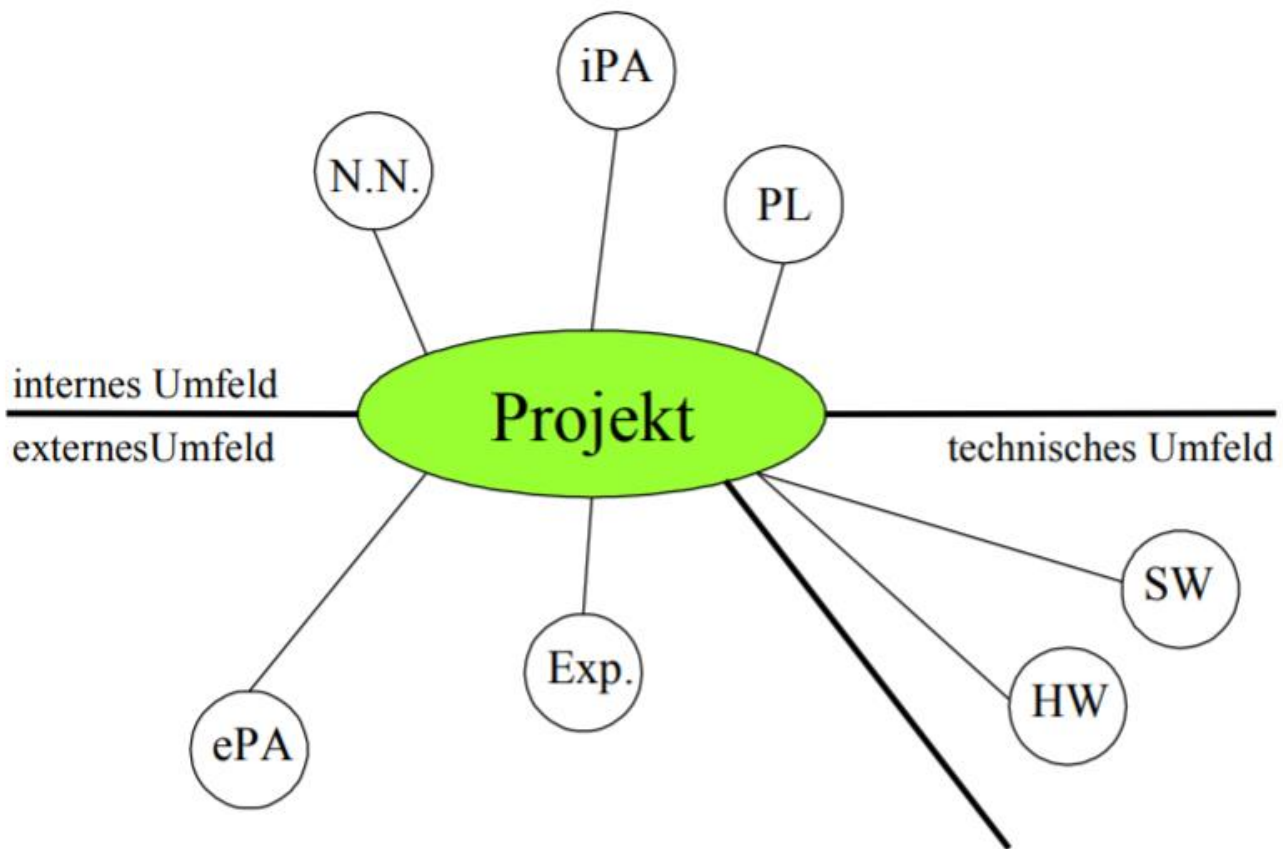 iPA
N.N.
PL
internes Umfeld
Projekt
externesUmfeld
technisches Umfeld
SW
Exp.
HW
ePA